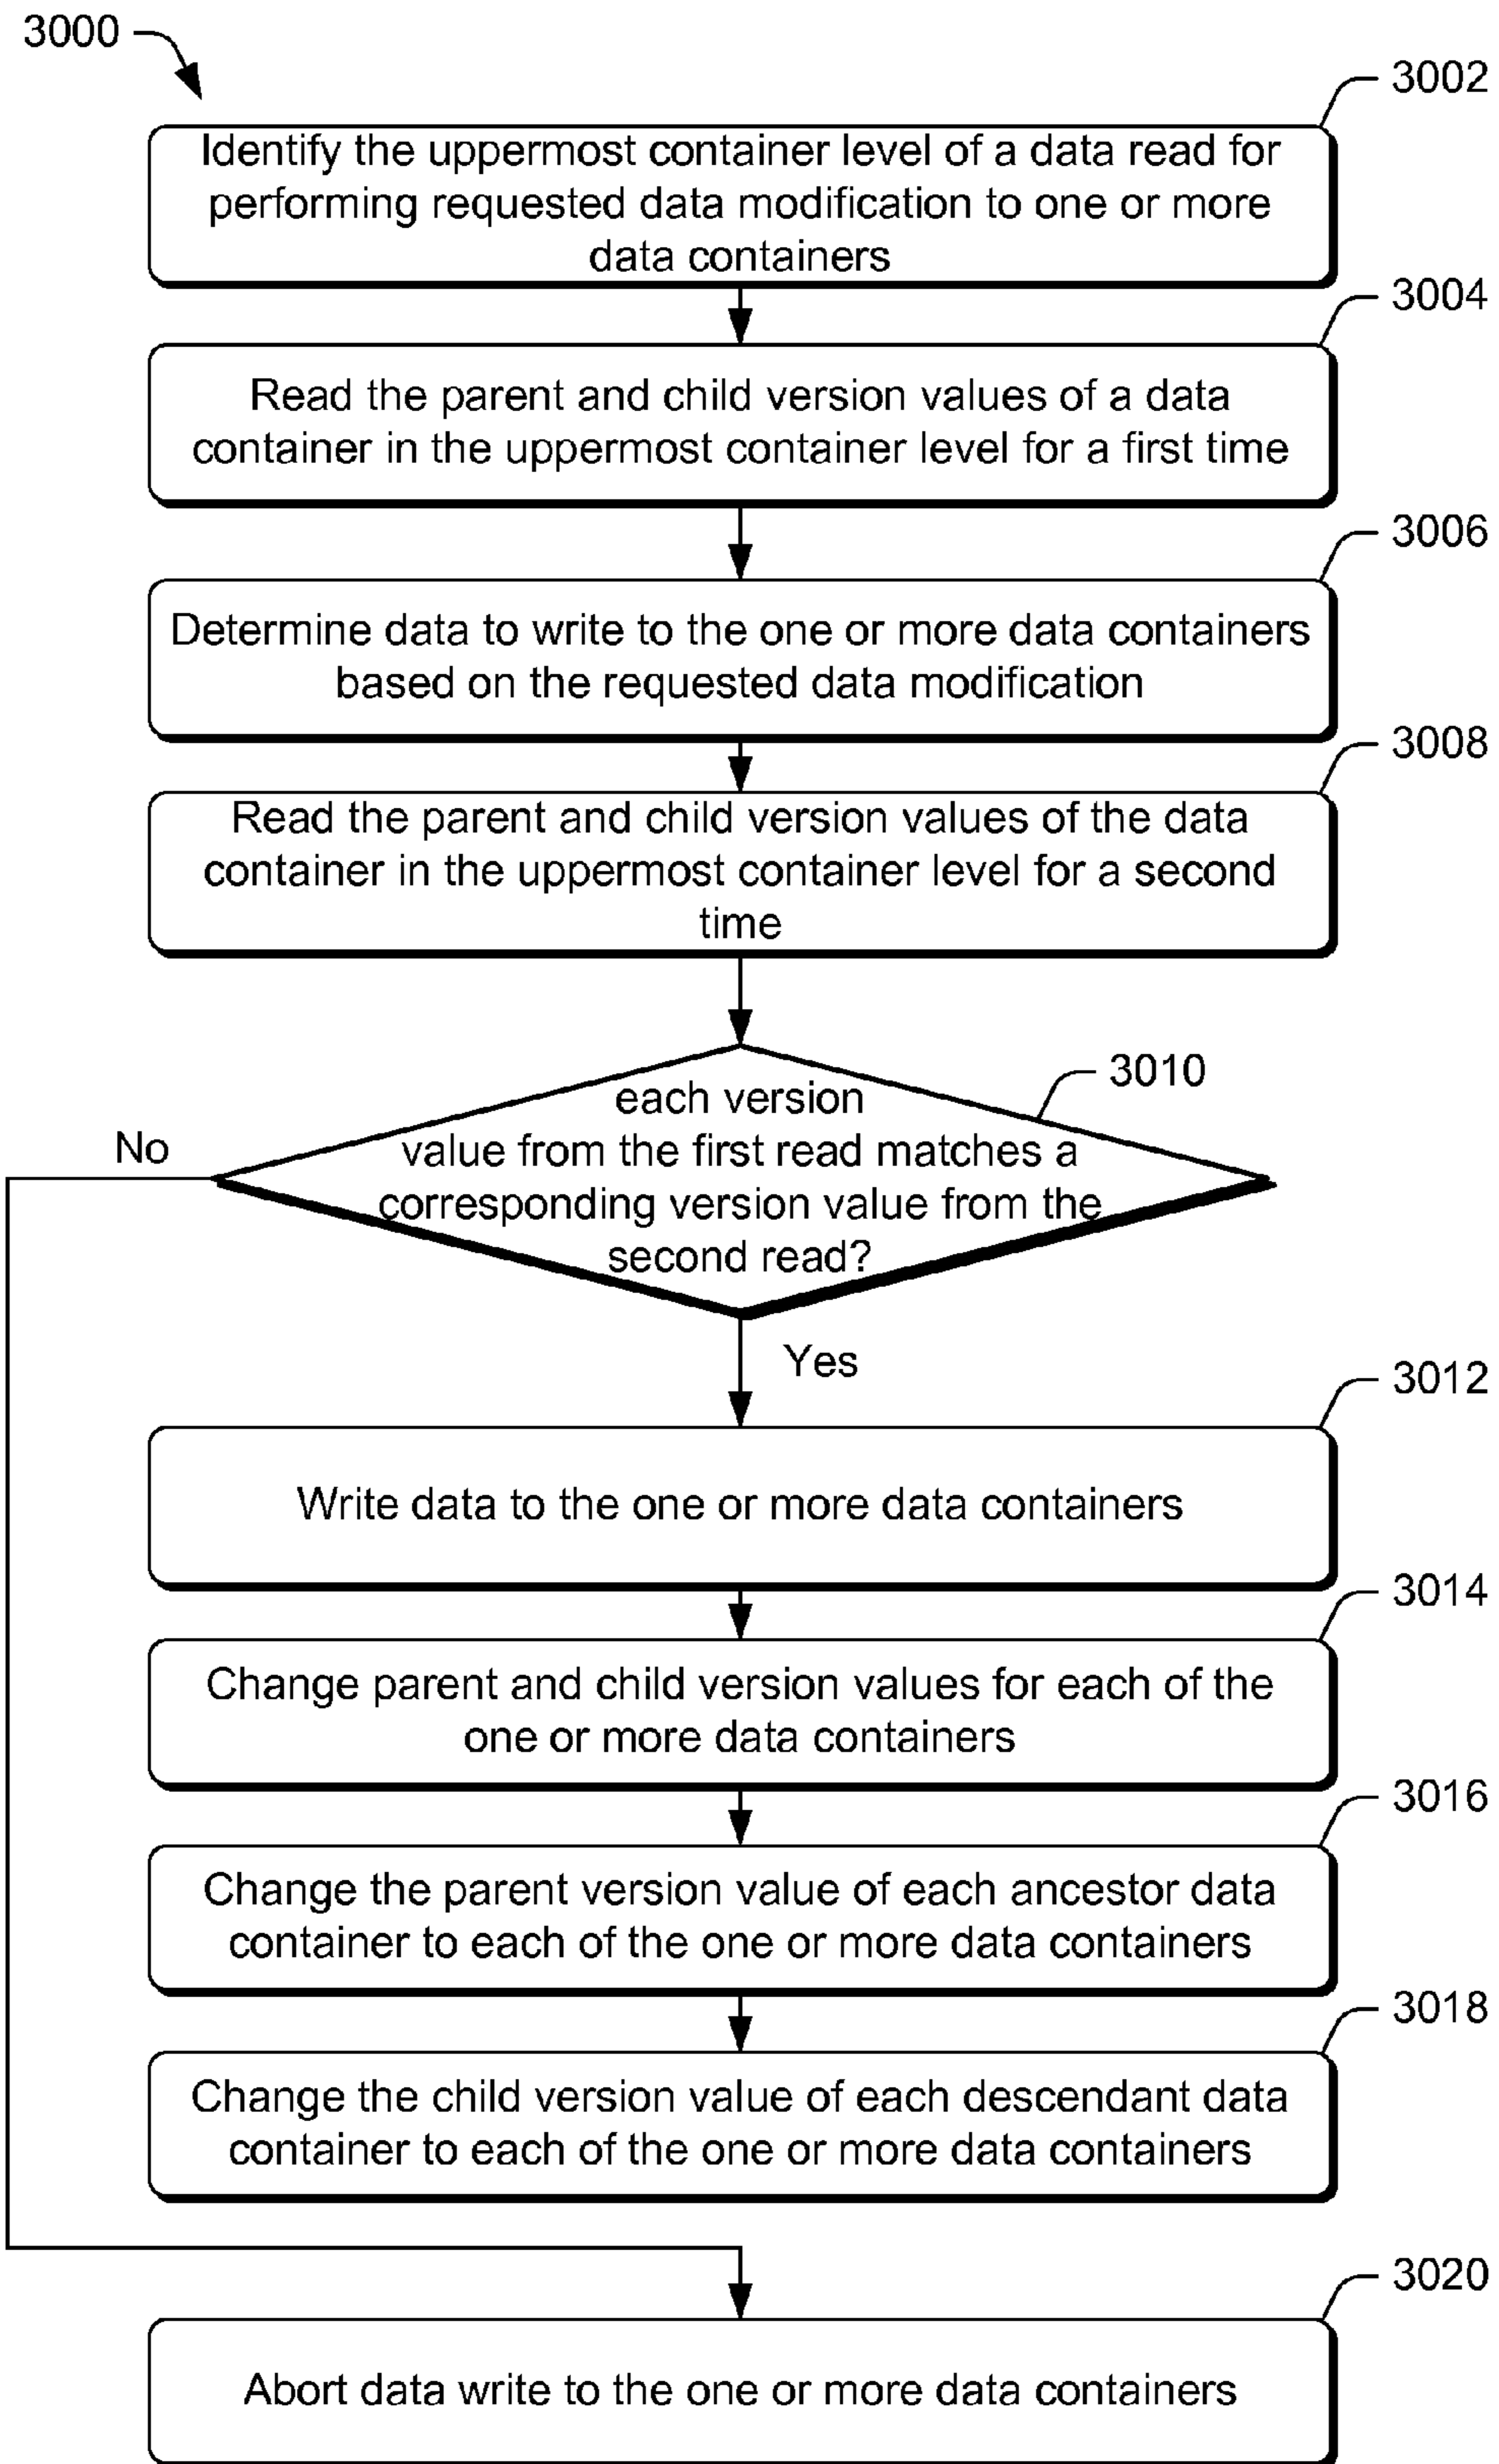 3000
3002
Identify the uppermost container level of a data read for
performing requested data modification to one or more
data containers
3004
Read the parent and child version values of a data
container in the uppermost container level for a first time
3006
Determine data to write to the one or more data containers
based on the requested data modification
3008
Read the parent and child version values of the data
container in the uppermost container level for a second
time
3010
each version
value from the first read matches a
corresponding version value from the
second read?
No
Yes
3012
Write data to the one or more data containers
3014
Change parent and child version values for each of the
one or more data containers
3016
Change the parent version value of each ancestor data
container to each of the one or more data containers
3018
Change the child version value of each descendant data
container to each of the one or more data containers
3020
Abort data write to the one or more data containers